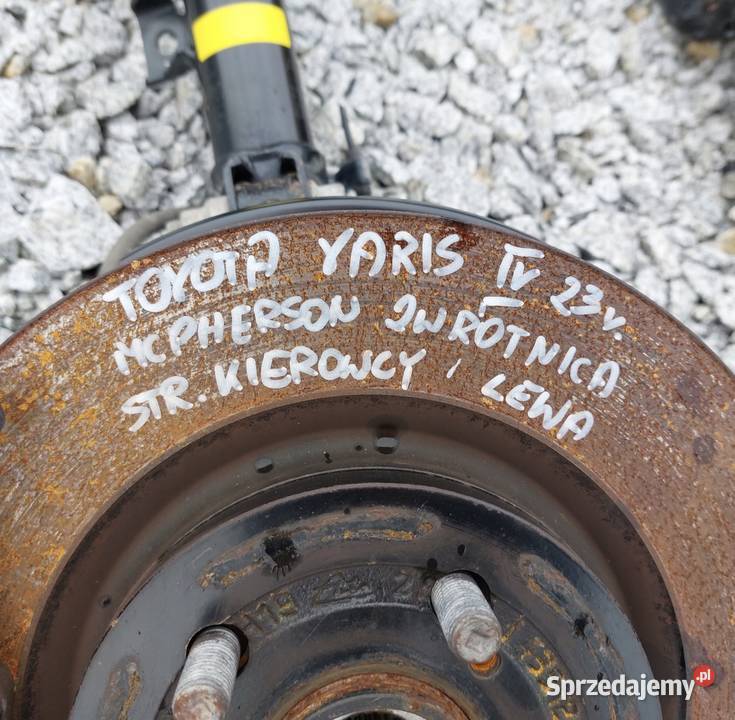 TOYOTA YARIS IV 23r.
MCPHERSON ZWROTNICA
STR. KIEROWCY, LEWA
Sprzedajemy.pl